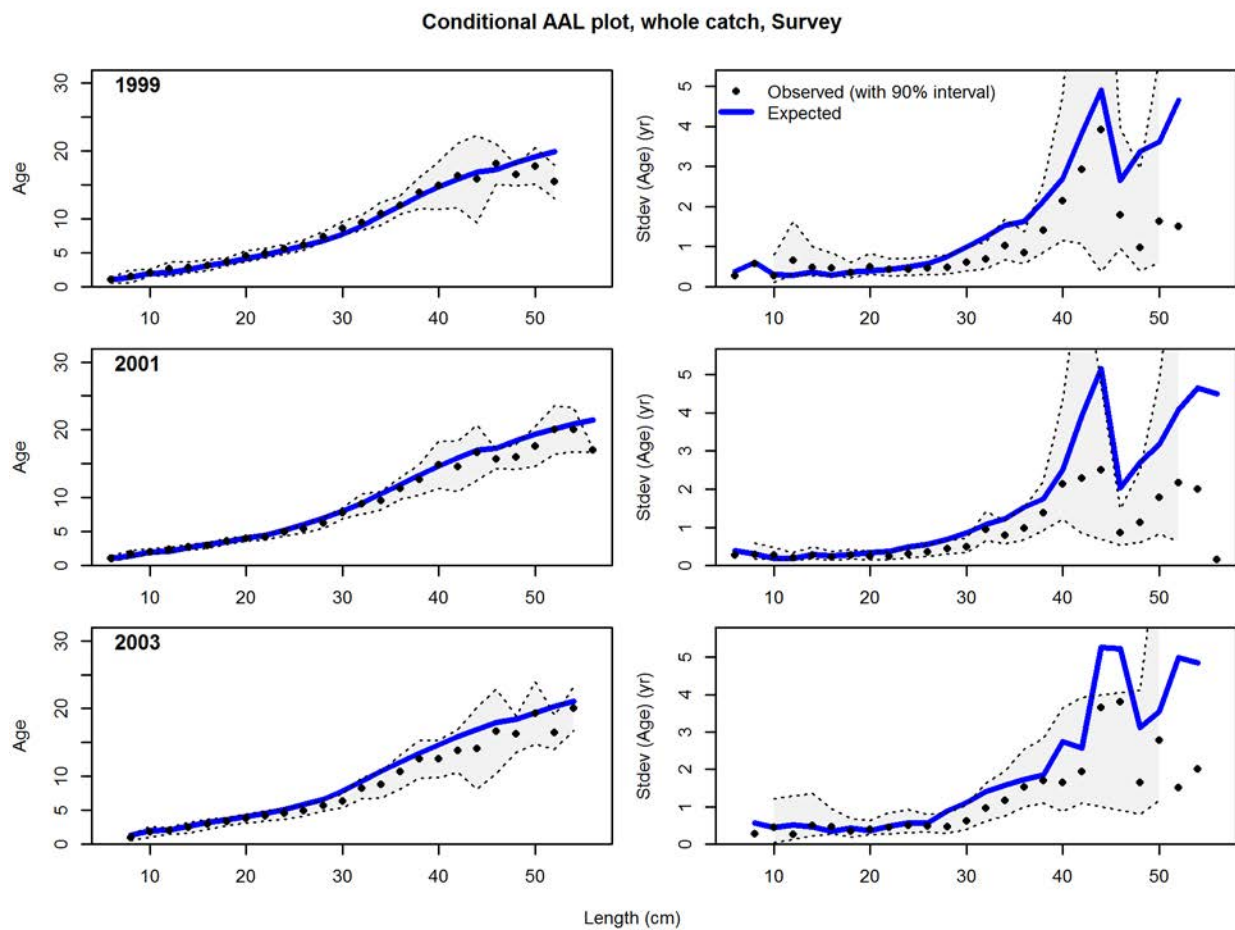 Conditional AAL plot, whole catch, Survey
1999
Age
0 5 10 20 30
10 20 30 40 50
Observed (with 90% interval)
Expected
Stdev (Age) (yr)
0 1 2 3 4 5
10 20 30 40 50
2001
Age
0 5 10 20 30
10 20 30 40 50
Stdev (Age) (yr)
0 1 2 3 4 5
10 20 30 40 50
2003
Age
0 5 10 20 30
10 20 30 40 50
Stdev (Age) (yr)
0 1 2 3 4 5
10 20 30 40 50
Length (cm)